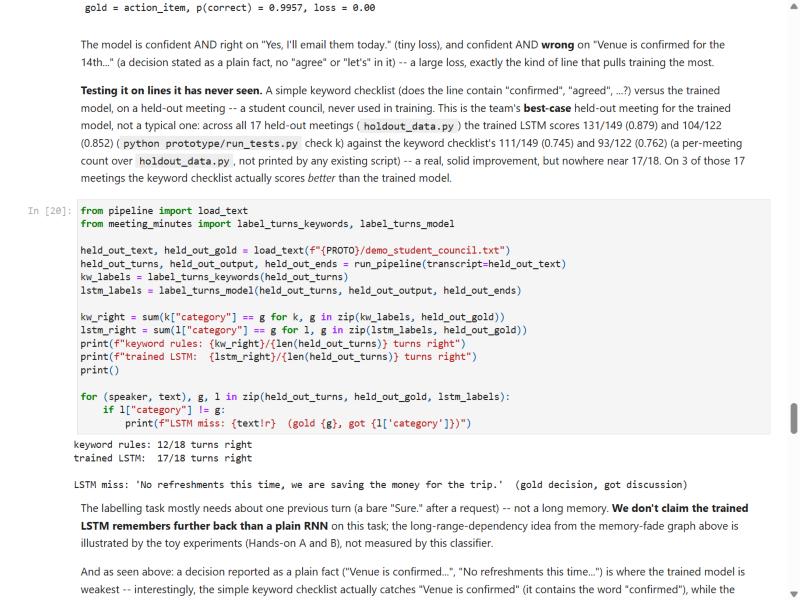 gold = action_item, p(correct) = 0.9957, loss = 0.00
The model is confident AND right on "Yes, I'll email them today." (tiny loss), and confident AND wrong on "Venue is confirmed for the
14th..." (a decision stated as a plain fact, no "agree" or "let's" in it) -- a large loss, exactly the kind of line that pulls training the most.
Testing it on lines it has never seen. A simple keyword checklist (does the line contain "confirmed", "agreed", ...?) versus the trained
model, on a held-out meeting -- a student council, never used in training. This is the team's best-case held-out meeting for the trained
model, not a typical one: across all 17 held-out meetings ( holdout_data.py ) the trained LSTM scores 131/149 (0.879) and 104/122
(0.852) ( python prototype/run_tests.py check k) against the keyword checklist's 111/149 (0.745) and 93/122 (0.762) (a per-meeting
count over holdout_data.py , not printed by any existing script) -- a real, solid improvement, but nowhere near 17/18. On 3 of those 17
meetings the keyword checklist actually scores better than the trained model.
In [20]: from pipeline import load_text
from meeting_minutes import label_turns_keywords, label_turns_model
held_out_text, held_out_gold = load_text(f"{PROTO}/demo_student_council.txt")
held_out_turns, held_out_output, held_out_ends = run_pipeline(transcript=held_out_text)
kw_labels = label_turns_keywords(held_out_turns)
lstm_labels = label_turns_model(held_out_turns, held_out_output, held_out_ends)
kw_right = sum(k["category"] == g for k, g in zip(kw_labels, held_out_gold))
lstm_right = sum(l["category"] == g for l, g in zip(lstm_labels, held_out_gold))
print(f"keyword rules: {kw_right}/{len(held_out_turns)} turns right")
print(f"trained LSTM:  {lstm_right}/{len(held_out_turns)} turns right")
print()
for (speaker, text), g, l in zip(held_out_turns, held_out_gold, lstm_labels):
    if l["category"] != g:
        print(f"LSTM miss: {text!r}  (gold {g}, got {l['category']})")
keyword rules: 12/18 turns right
trained LSTM:  17/18 turns right
LSTM miss: 'No refreshments this time, we are saving the money for the trip.'  (gold decision, got discussion)
The labelling task mostly needs about one previous turn (a bare "Sure." after a request) -- not a long memory. We don't claim the trained
LSTM remembers further back than a plain RNN on this task; the long-range-dependency idea from the memory-fade graph above is
illustrated by the toy experiments (Hands-on A and B), not measured by this classifier.
And as seen above: a decision reported as a plain fact ("Venue is confirmed...", "No refreshments this time...") is where the trained model is
weakest -- interestingly, the simple keyword checklist actually catches "Venue is confirmed" (it contains the word "confirmed"), while the